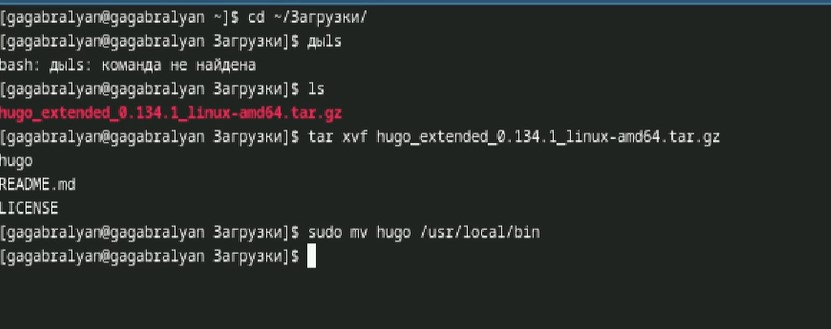 [gagabralyan@gagabralyan ~]$ cd ~/Загрузки/
[gagabralyan@gagabralyan Загрузки]$ дыls
bash: дыls: команда не найдена
[gagabralyan@gagabralyan Загрузки]$ ls
hugo_extended_0.134.1_linux-amd64.tar.gz
[gagabralyan@gagabralyan Загрузки]$ tar xvf hugo_extended_0.134.1_linux-amd64.tar.gz
hugo
README.md
LICENSE
[gagabralyan@gagabralyan Загрузки]$ sudo mv hugo /usr/local/bin
[gagabralyan@gagabralyan Загрузки]$